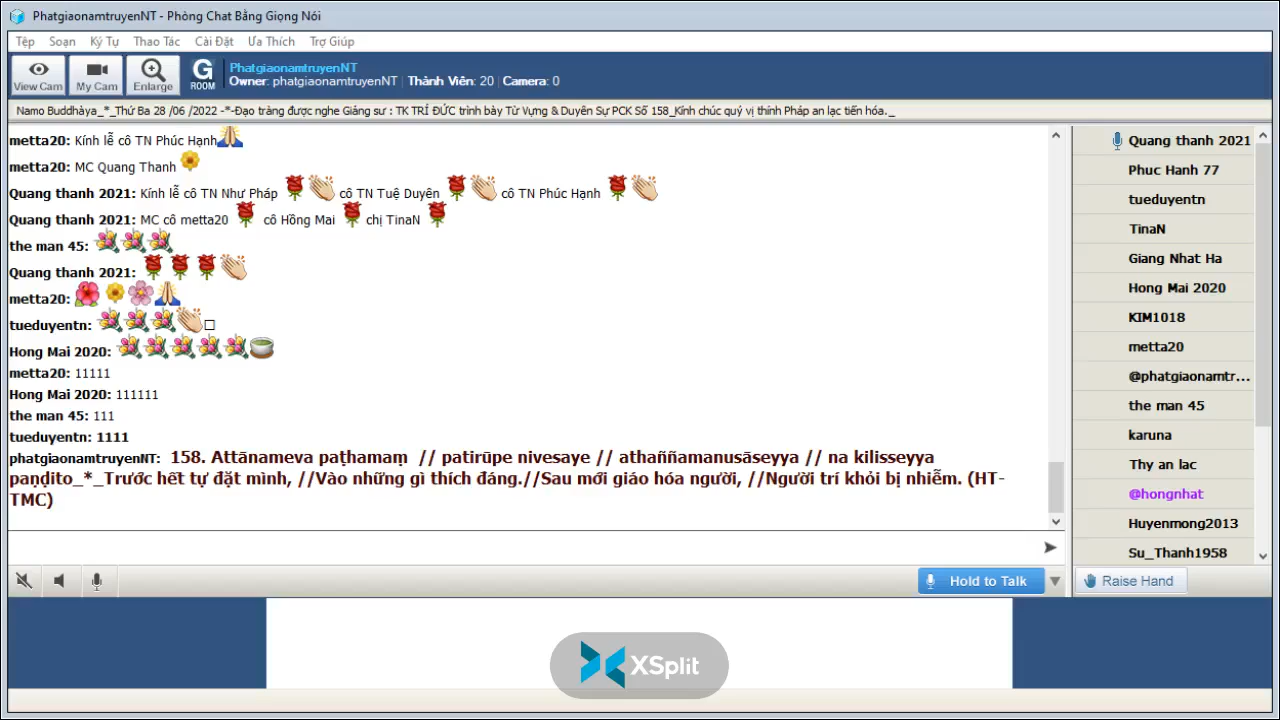 PhatgiaonamtruyenNT - Phòng Chat Bằng Giọng Nói
Tệp Soạn Ký Tự Thao Tác Cài Đặt Ưa Thích Trợ Giúp
View Cam My Cam Enlarge G ROOM
PhatgiaonamtruyenNT
Owner: phatgiaonamtruyenNT Thành Viên: 20 Camera: 0
Namo Buddhàya_*_Thứ Ba 28 /06 /2022 -*-Đạo tràng được nghe Giảng sư : TK TRÍ ĐỨC trình bày Từ Vựng & Duyên Sự PCK Số 158_Kính chúc quý vị thính Pháp an lạc tiến hóa._
metta20: Kính lễ cô TN Phúc Hạnh
metta20: MC Quang Thanh
Quang thanh 2021: Kính lễ cô TN Như Pháp cô TN Tuệ Duyên cô TN Phúc Hạnh
Quang thanh 2021: MC cô metta20 cô Hồng Mai chị TinaN
the man 45:
Quang thanh 2021:
metta20:
tueduyentn:
Hong Mai 2020:
metta20: 11111
Hong Mai 2020: 111111
the man 45: 111
tueduyentn: 1111
phatgiaonamtruyenNT: 158. Attānameva paṭhamaṃ // patirūpe nivesaye // athaññamanusāseyya // na kilisseyya
paṇḍito_*_Trước hết tự đặt mình, //Vào những gì thích đáng.//Sau mới giáo hóa người, //Người trí khỏi bị nhiễm. (HT-
TMC)
Quang thanh 2021
Phuc Hanh 77
tueduyentn
TinaN
Giang Nhat Ha
Hong Mai 2020
KIM1018
metta20
@phatgiaonamtr...
the man 45
karuna
Thy an lac
@hongnhat
Huyenmong2013
Su_Thanh1958
Hold to Talk
Raise Hand
XSplit